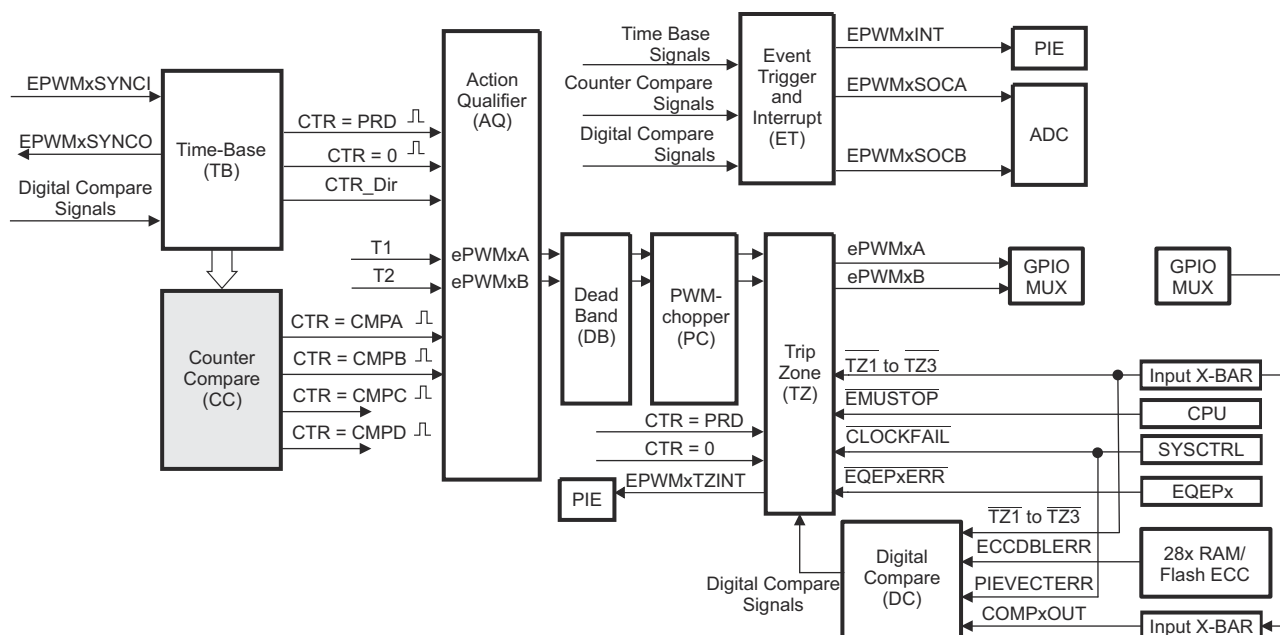 EPWMxSYNCI
EPWMxSYNCO
Digital Compare
Signals
Time-Base
(TB)
CTR = PRD
CTR = 0
CTR_Dir
T1
T2
Counter
Compare
(CC)
CTR = CMPA
CTR = CMPB
CTR = CMPC
CTR = CMPD
Action
Qualifier
(AQ)
ePWMxA
ePWMxB
Dead
Band
(DB)
PWM-
chopper
(PC)
Time Base
Signals
Counter Compare
Signals
Digital Compare
Signals
Event
Trigger
and
Interrupt
(ET)
EPWMxINT
EPWMxSOCA
EPWMxSOCB
PIE
ADC
Trip
Zone
(TZ)
CTR = PRD
CTR = 0
EPWMxTZINT
PIE
ePWMxA
ePWMxB
GPIO
MUX
GPIO
MUX
TZ1 to TZ3
EMUSTOP
CLOCKFAIL
EQEPxERR
Input X-BAR
CPU
SYSCTRL
EQEPx
Digital Compare
Signals
Digital
Compare
(DC)
TZ1 to TZ3
ECCDBLERR
PIEVECTERR
COMPxOUT
28x RAM/
Flash ECC
Input X-BAR